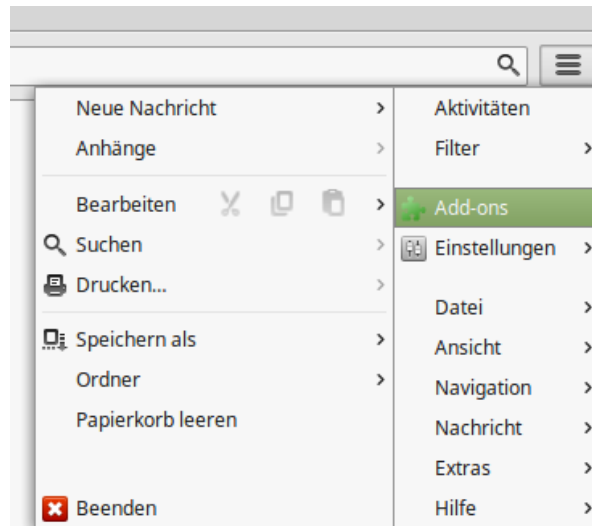 Neue Nachricht
Anhänge
Bearbeiten
Suchen
Drucken...
Speichern als
Ordner
Papierkorb leeren
Beenden
Aktivitäten
Filter
Add-ons
Einstellungen
Datei
Ansicht
Navigation
Nachricht
Extras
Hilfe